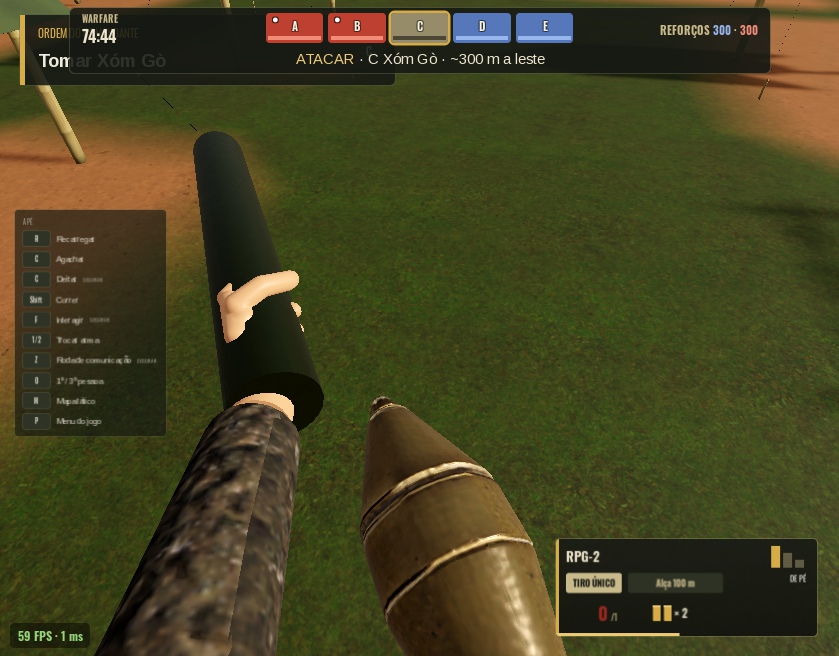 WARFARE
74:44
A
B
C
D
E
REFORÇOS 300 · 300
ATACAR · C Xóm Gò · ~300 m a leste
Tomar Xóm Gò
A PÉ
R Recarregar
C Agachar
C Deitar
Shift Correr
F Interagir
1/2 Trocar arma
Z Roda de comunicação
O 1ª / 3ª pessoa
M Mapa tático
P Menu do jogo
RPG-2
TIRO ÚNICO
Alça 100 m
DE PÉ
0 /1
× 2
59 FPS · 1 ms